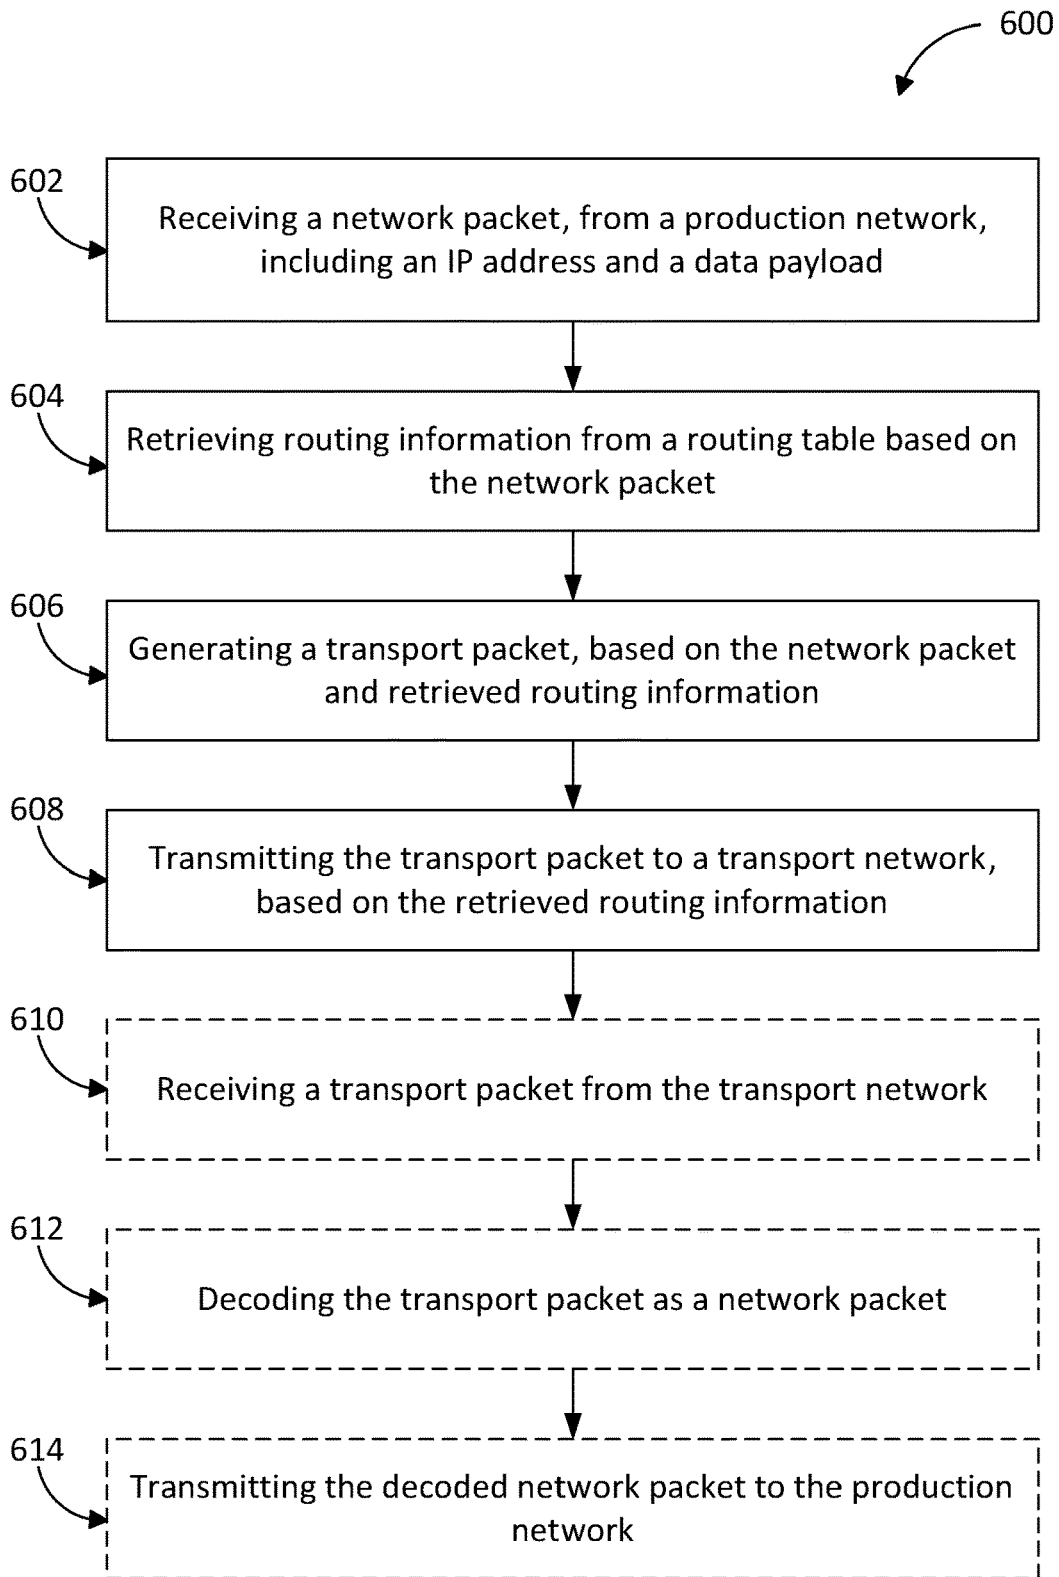 600
602
Receiving a network packet, from a production network,
including an IP address and a data payload
604
Retrieving routing information from a routing table based on
the network packet
606
Generating a transport packet, based on the network packet
and retrieved routing information
608
Transmitting the transport packet to a transport network,
based on the retrieved routing information
610
Receiving a transport packet from the transport network
612
Decoding the transport packet as a network packet
614
Transmitting the decoded network packet to the production
network